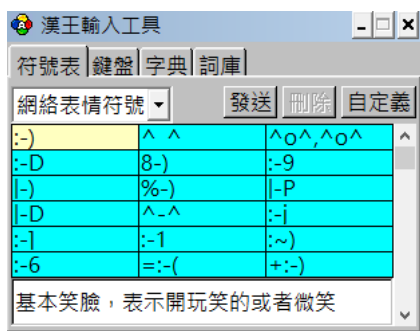 漢王輸入工具
符號表 鍵盤 字典 詞庫
網絡表情符號 發送 刪除 自定義
:-) ^ ^ ^o^,^o^
:-D 8-) :-9
|-) %-) |-P
|-D ^-^ :-j
:-] :-1 :~)
:-6 =:-( +:-)
基本笑臉，表示開玩笑的或者微笑